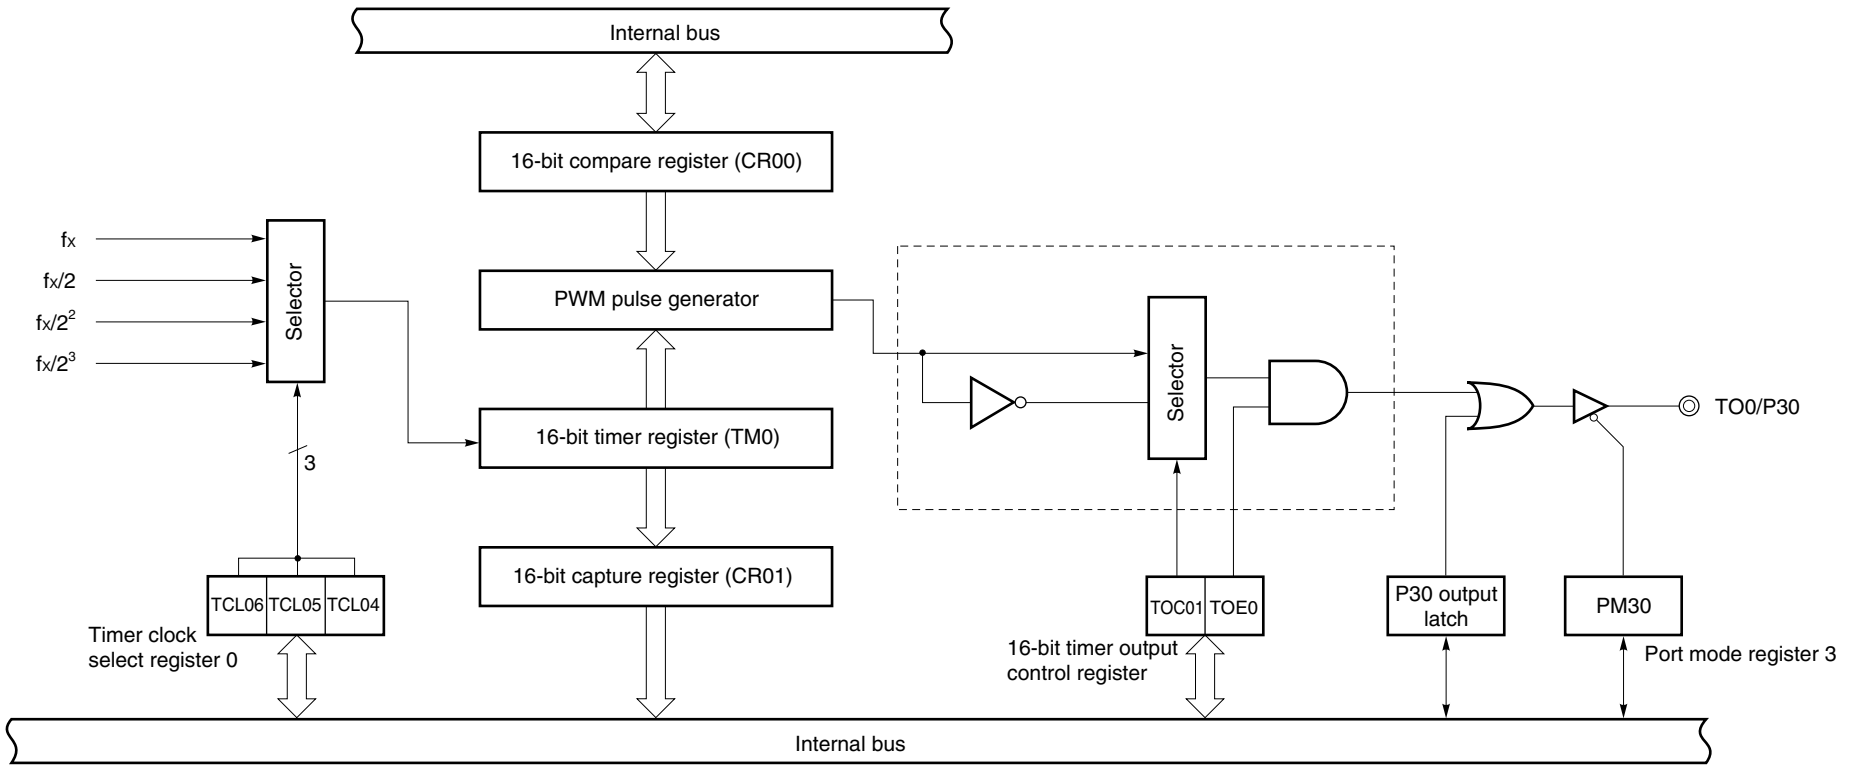 Internal bus
16-bit compare register (CR00)
fx
fx/2
fx/2²
fx/2³
Selector
PWM pulse generator
16-bit timer register (TM0)
3
16-bit capture register (CR01)
TCL06 TCL05 TCL04
Timer clock
select register 0
Selector
TO0/P30
TOC01 TOE0
16-bit timer output
control register
P30 output
latch
PM30
Port mode register 3
Internal bus